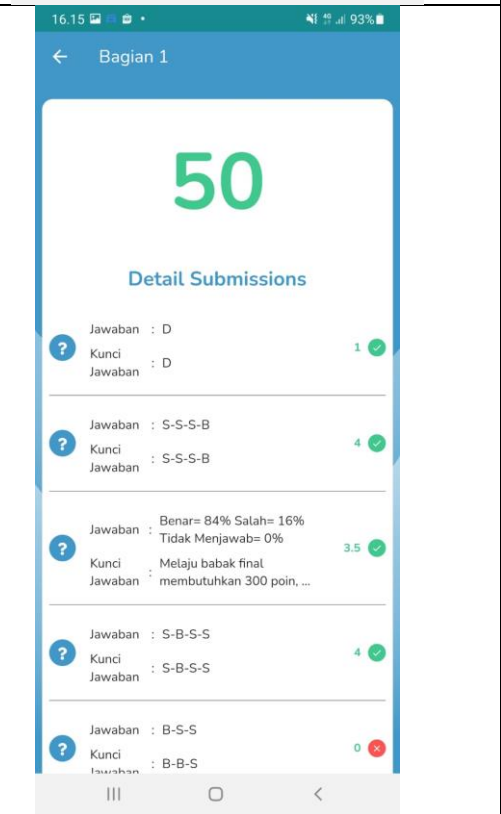 16.15 93%
Bagian 1
50
Detail Submissions
Jawaban : D
Kunci Jawaban : D
1
Jawaban : S-S-S-B
Kunci Jawaban : S-S-S-B
4
Jawaban : Benar= 84% Salah= 16%
Tidak Menjawab= 0%
Kunci Jawaban : Melaju babak final
membutuhkan 300 poin, ...
3.5
Jawaban : S-B-S-S
Kunci Jawaban : S-B-S-S
4
Jawaban : B-S-S
Kunci Jawaban : B-B-S
0